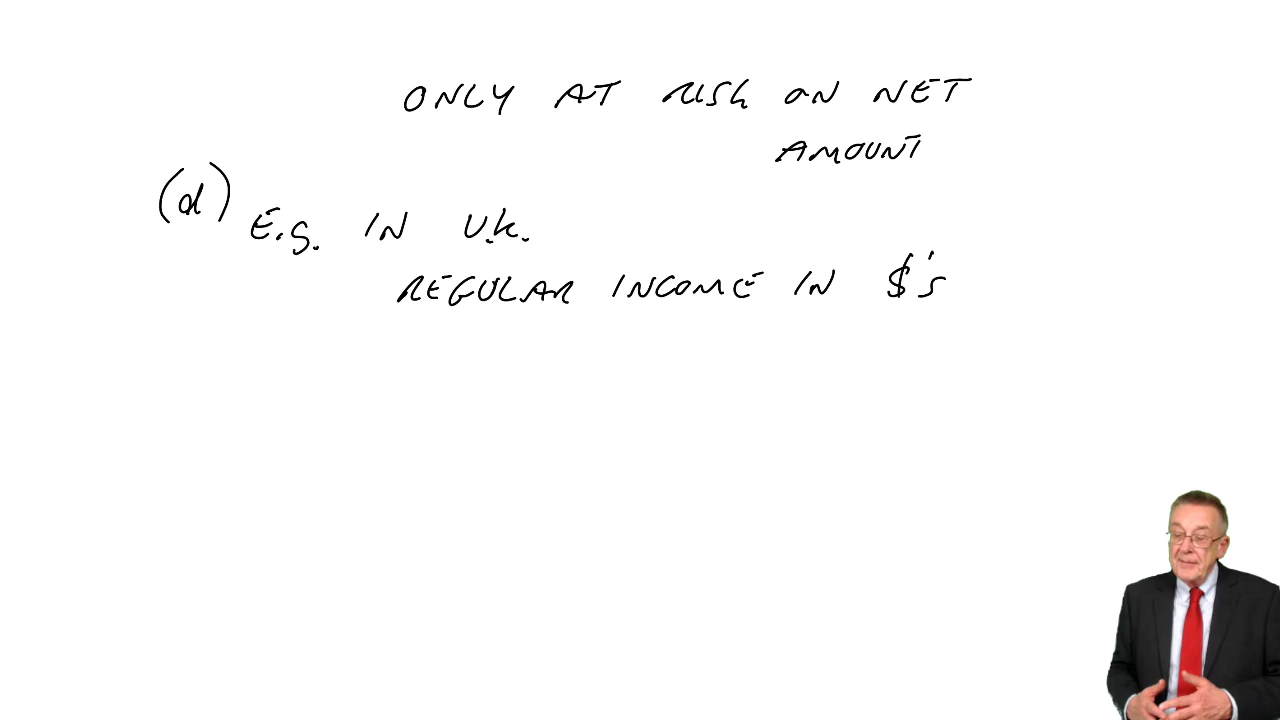 ONLY AT RISK ON NET
AMOUNT
(d) E.g. IN U.K.
REGULAR INCOME IN $'s